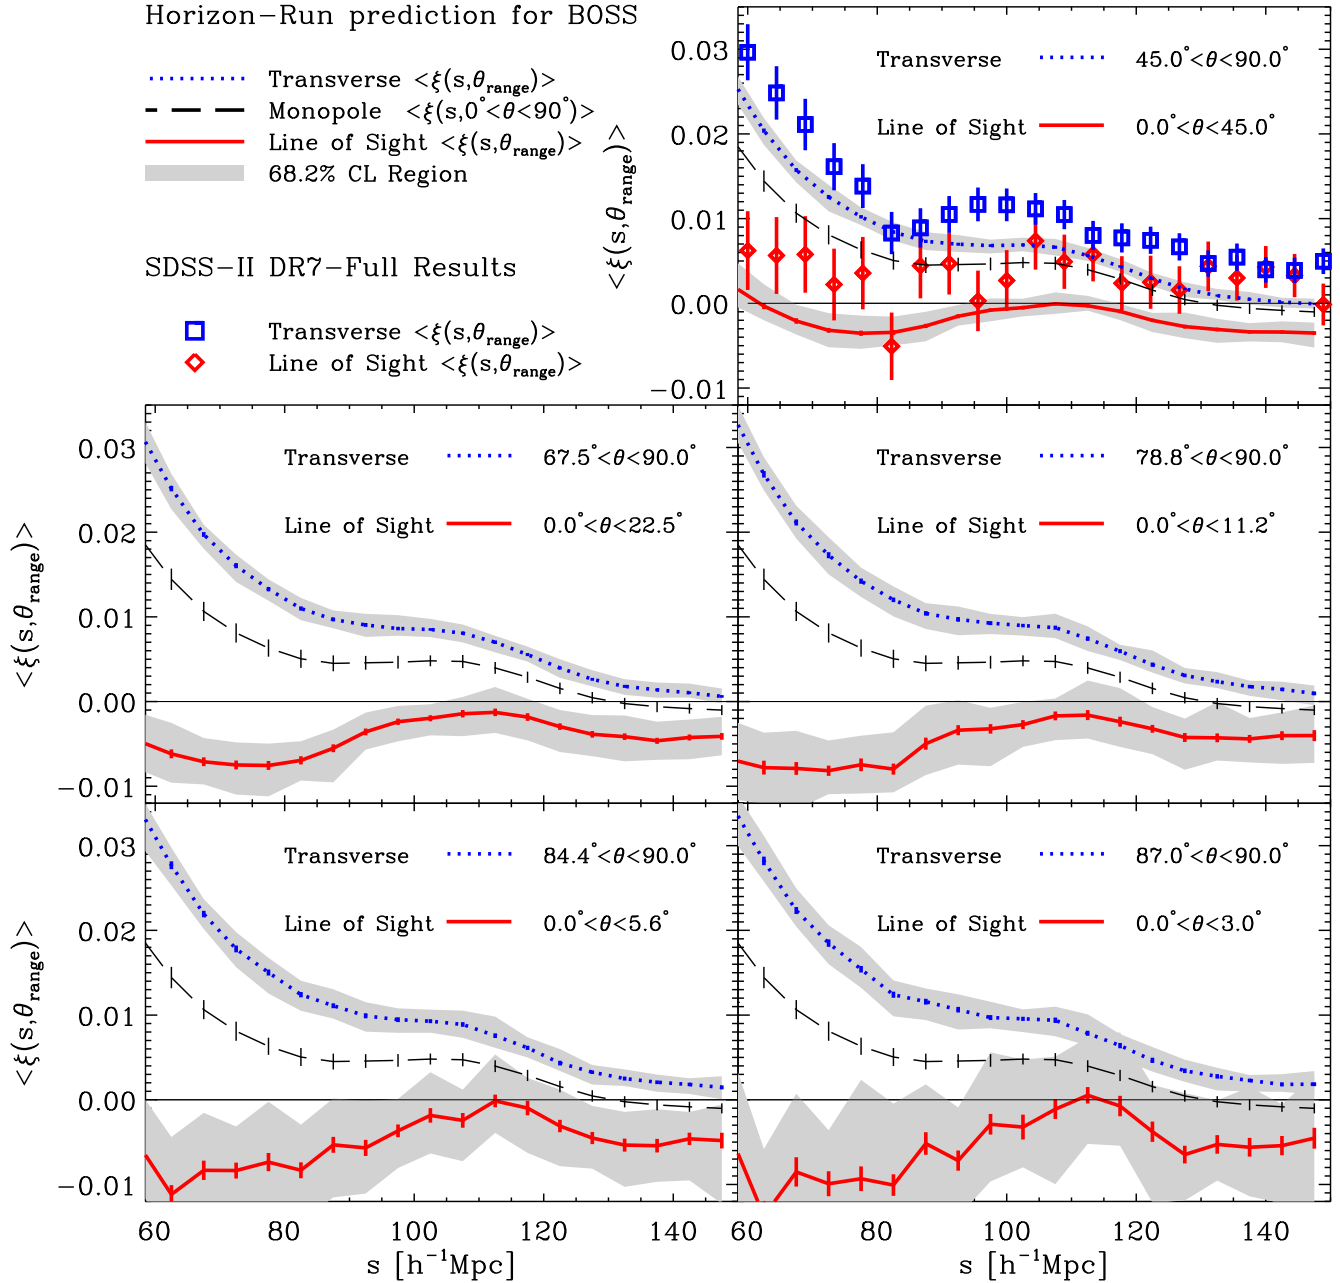 Horizon-Run prediction for BOSS
Transverse <ξ(s,θrange)>
Monopole <ξ(s,0°<θ<90°)>
Line of Sight <ξ(s,θrange)>
68.2% CL Region
SDSS-II DR7-Full Results
Transverse <ξ(s,θrange)>
Line of Sight <ξ(s,θrange)>
<ξ(s,θrange)>
0.03
0.02
0.01
0.00
−0.01
Transverse 45.0°<θ<90.0°
Line of Sight 0.0°<θ<45.0°
<ξ(s,θrange)>
0.03
0.02
0.01
0.00
−0.01
Transverse 67.5°<θ<90.0°
Line of Sight 0.0°<θ<22.5°
Transverse 78.8°<θ<90.0°
Line of Sight 0.0°<θ<11.2°
<ξ(s,θrange)>
0.03
0.02
0.01
0.00
−0.01
Transverse 84.4°<θ<90.0°
Line of Sight 0.0°<θ<5.6°
Transverse 87.0°<θ<90.0°
Line of Sight 0.0°<θ<3.0°
60 80 100 120 140
s [h⁻¹Mpc]
60 80 100 120 140
s [h⁻¹Mpc]